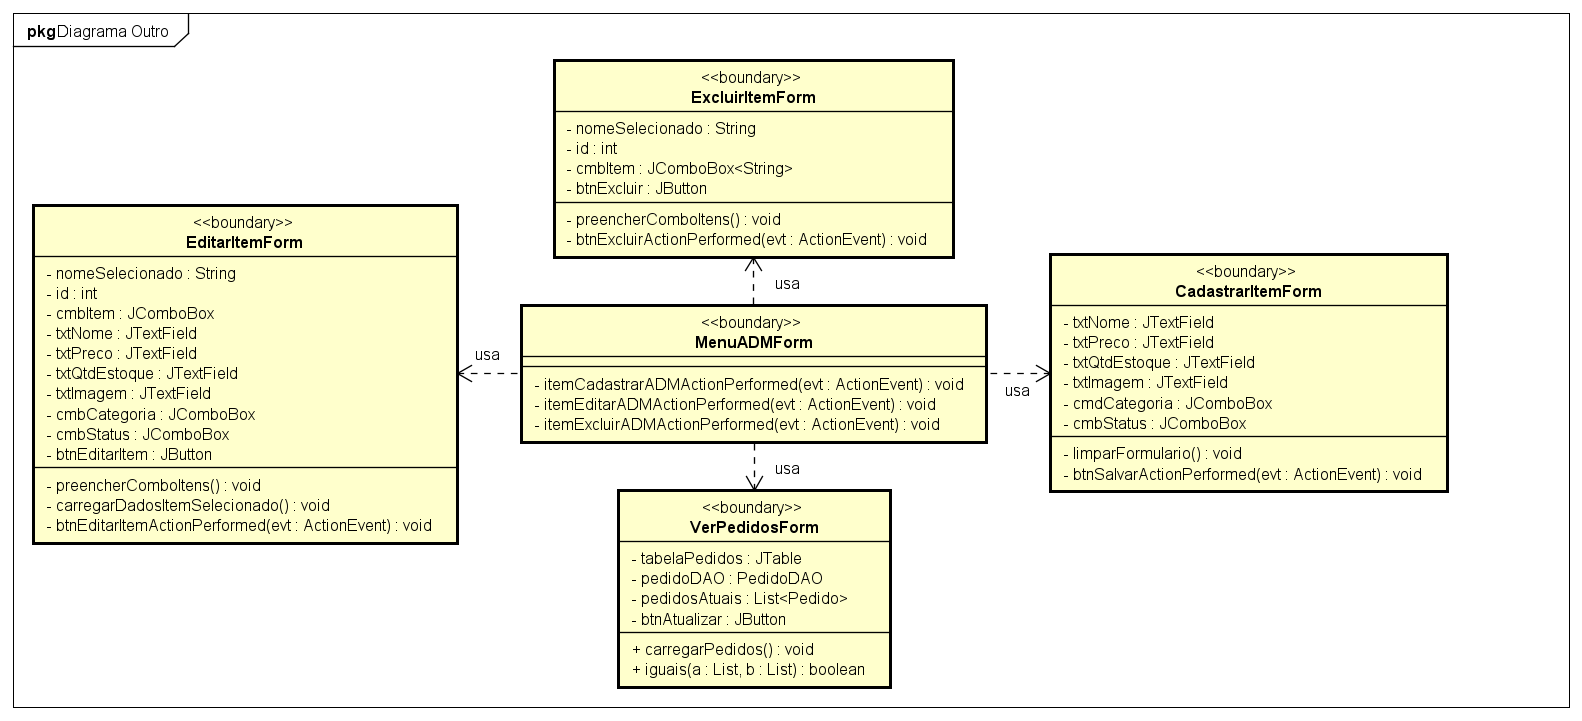 pkg Diagrama Outro
<<boundary>>
ExcluirItemForm
- nomeSelecionado : String
- id : int
- cmbItem : JComboBox<String>
- btnExcluir : JButton
- preencherComboItens() : void
- btnExcluirActionPerformed(evt : ActionEvent) : void
<<boundary>>
EditarItemForm
- nomeSelecionado : String
- id : int
- cmbItem : JComboBox
- txtNome : JTextField
- txtPreco : JTextField
- txtQtdEstoque : JTextField
- txtImagem : JTextField
- cmbCategoria : JComboBox
- cmbStatus : JComboBox
- btnEditarItem : JButton
- preencherComboItens() : void
- carregarDadosItemSelecionado() : void
- btnEditarItemActionPerformed(evt : ActionEvent) : void
usa
usa
<<boundary>>
MenuADMForm
- itemCadastrarADMActionPerformed(evt : ActionEvent) : void
- itemEditarADMActionPerformed(evt : ActionEvent) : void
- itemExcluirADMActionPerformed(evt : ActionEvent) : void
usa
usa
<<boundary>>
CadastrarItemForm
- txtNome : JTextField
- txtPreco : JTextField
- txtQtdEstoque : JTextField
- txtImagem : JTextField
- cmdCategoria : JComboBox
- cmbStatus : JComboBox
- limparFormulario() : void
- btnSalvarActionPerformed(evt : ActionEvent) : void
<<boundary>>
VerPedidosForm
- tabelaPedidos : JTable
- pedidoDAO : PedidoDAO
- pedidosAtuais : List<Pedido>
- btnAtualizar : JButton
+ carregarPedidos() : void
+ iguais(a : List, b : List) : boolean